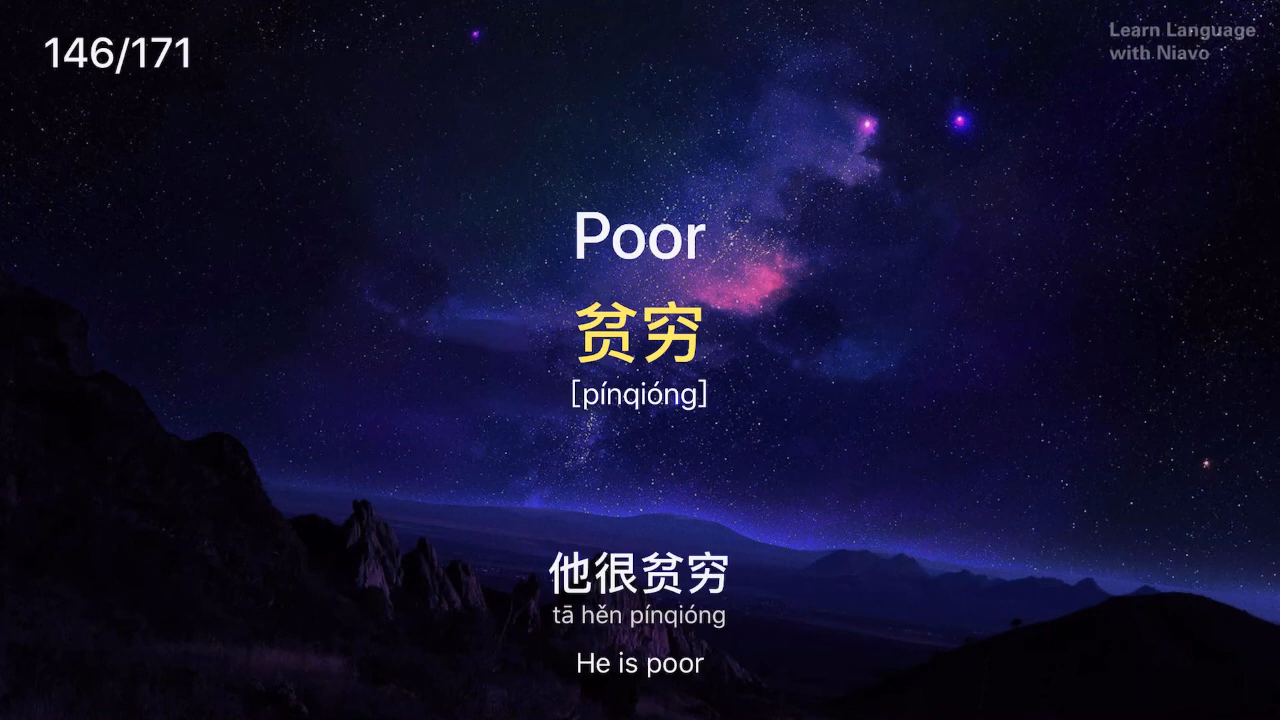 146/171
Learn Language
with Niavo
Poor
贫穷
[pínqióng]
他很贫穷
tā hěn pínqióng
He is poor